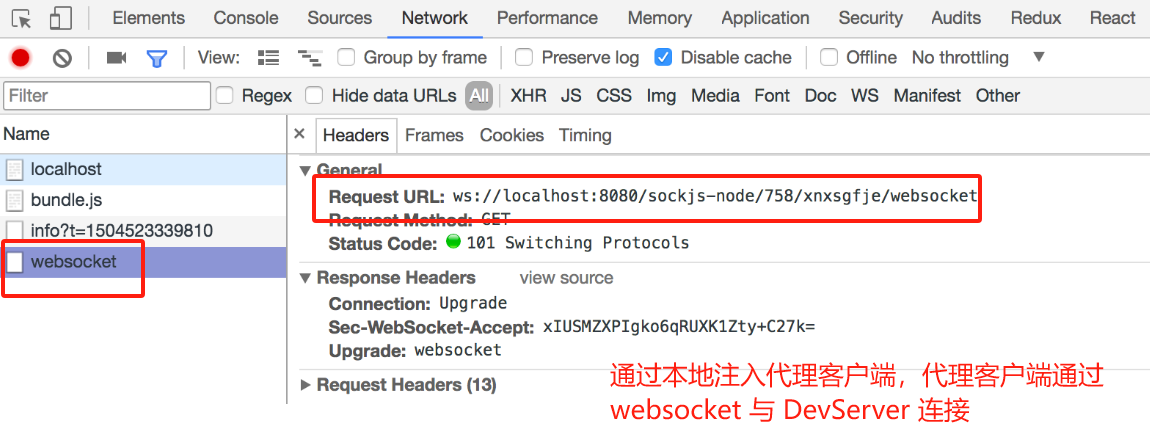 Elements Console Sources Network Performance Memory Application Security Audits Redux React
View: Group by frame Preserve log Disable cache Offline No throttling ▼
Filter Regex Hide data URLs All XHR JS CSS Img Media Font Doc WS Manifest Other
Name
localhost
bundle.js
info?t=1504523339810
websocket
× Headers Frames Cookies Timing
▼ General
Request URL: ws://localhost:8080/sockjs-node/758/xnxsgfje/websocket
Request Method: GET
Status Code: 101 Switching Protocols
▼ Response Headers view source
Connection: Upgrade
Sec-WebSocket-Accept: xIUSMZXPIgko6qRUXK1Zty+C27k=
Upgrade: websocket
▶ Request Headers (13)
通过本地注入代理客户端，代理客户端通过
websocket 与 DevServer 连接